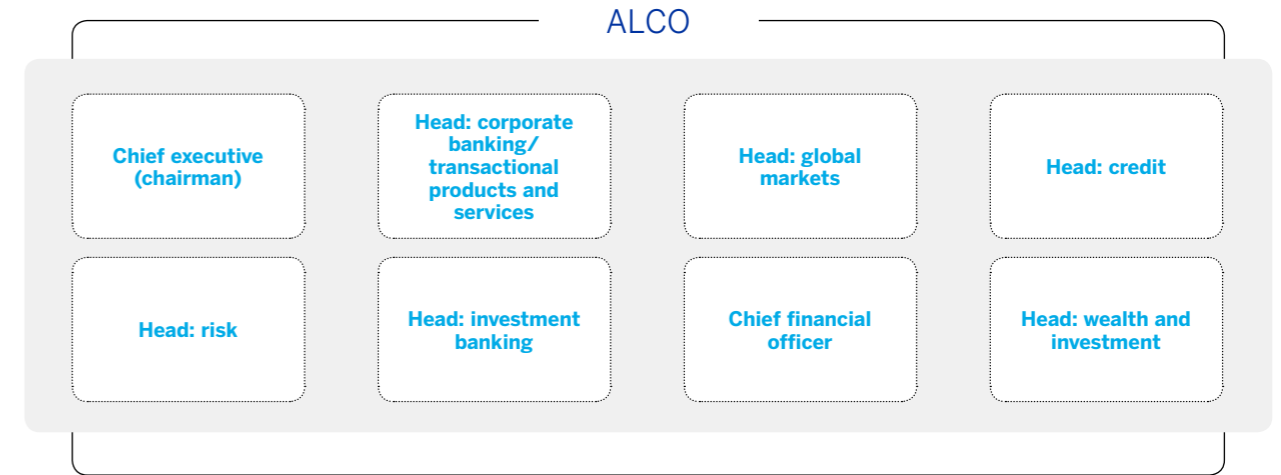 ALCO
Chief executive
(chairman)
Head: corporate
banking/
transactional
products and
services
Head: global
markets
Head: credit
Head: risk
Head: investment
banking
Chief financial
officer
Head: wealth and
investment